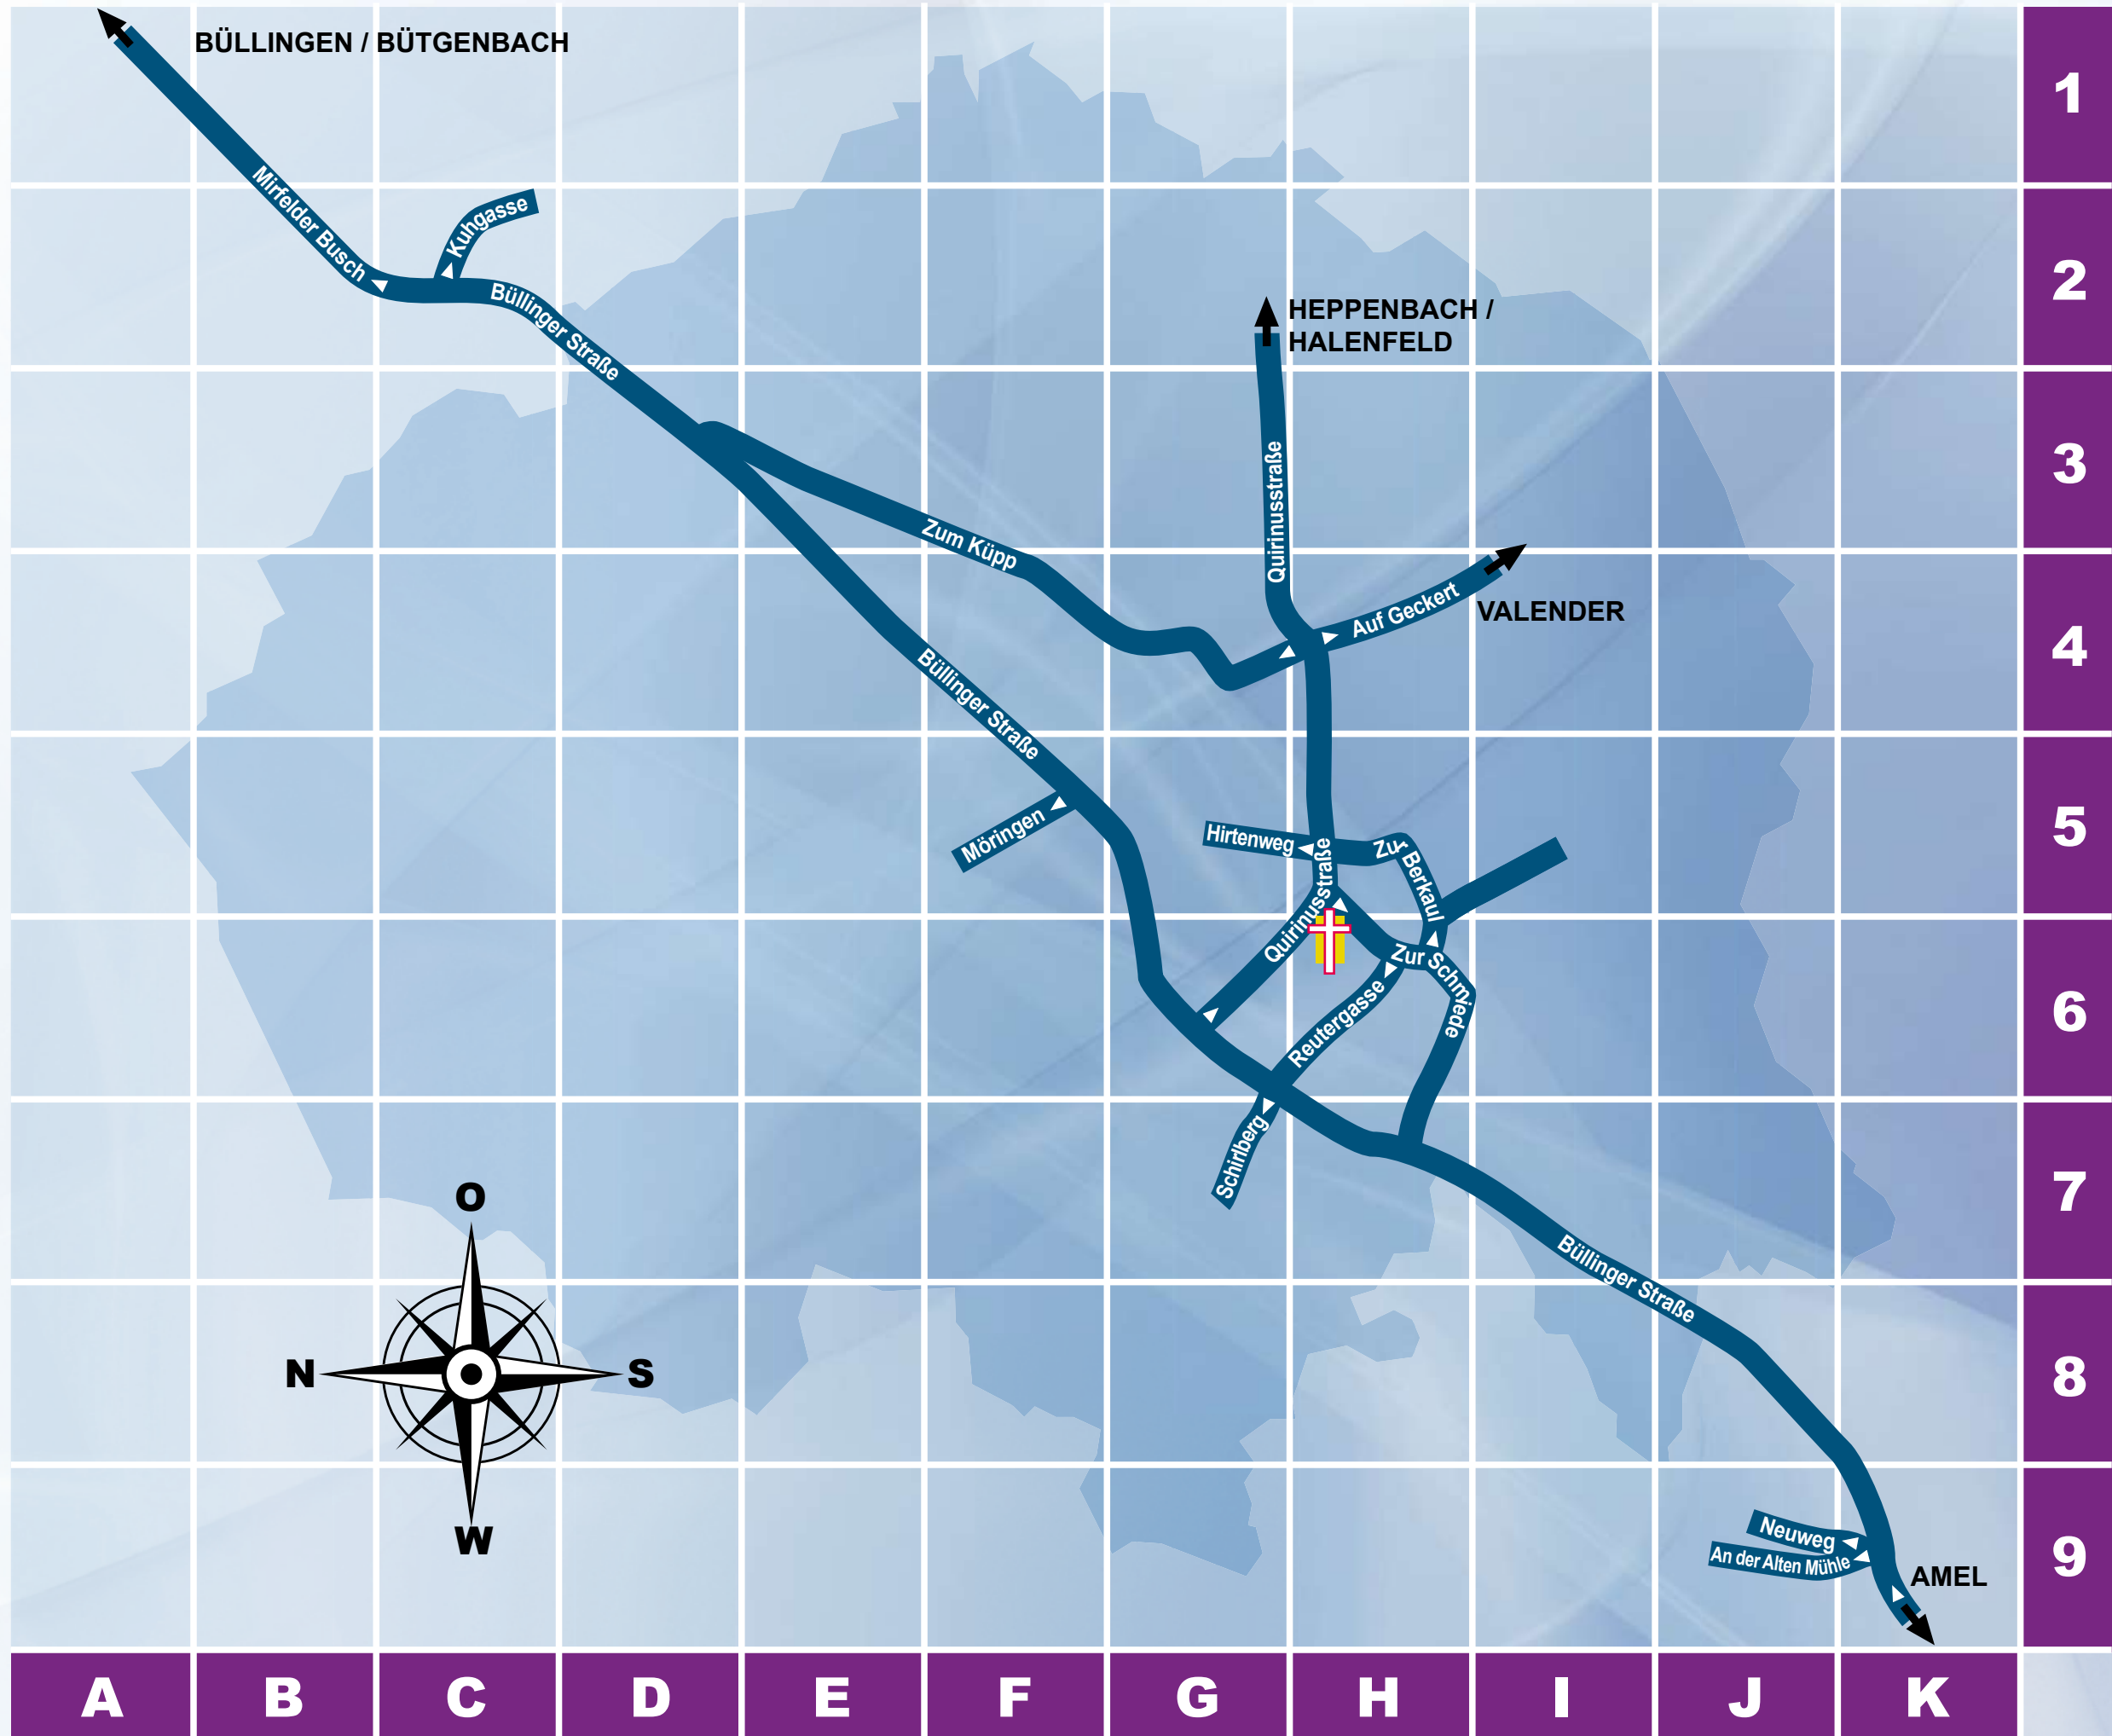 BÜLLINGEN / BÜTGENBACH
1
Mirfelder Busch
Kuhgasse
2
Büllinger Straße
HEPPENBACH /
HALENFELD
3
Quirinusstraße
Zum Küpp
Auf Geckert
VALENDER
4
Büllinger Straße
5
Möringen
Hirtenweg
Quirinusstraße
Zur Berkaul
Zur Schmiede
6
Reutergasse
Schirlberg
7
O
Büllinger Straße
N
S
8
W
Neuweg
An der Alten Mühle
9
AMEL
A
B
C
D
E
F
G
H
I
J
K